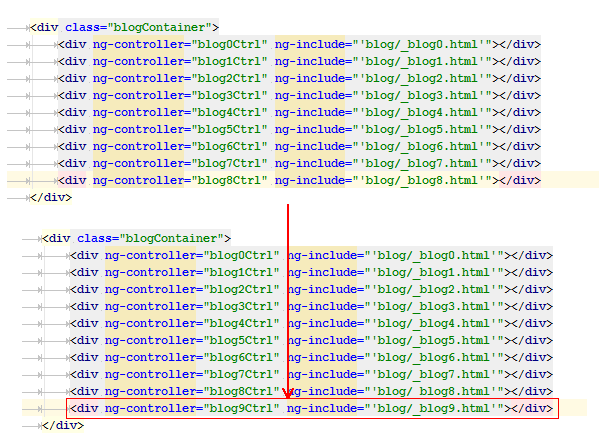 <div class="blogContainer">
<div ng-controller="blog0Ctrl" ng-include="'blog/_blog0.html'"></div>
<div ng-controller="blog1Ctrl" ng-include="'blog/_blog1.html'"></div>
<div ng-controller="blog2Ctrl" ng-include="'blog/_blog2.html'"></div>
<div ng-controller="blog3Ctrl" ng-include="'blog/_blog3.html'"></div>
<div ng-controller="blog4Ctrl" ng-include="'blog/_blog4.html'"></div>
<div ng-controller="blog5Ctrl" ng-include="'blog/_blog5.html'"></div>
<div ng-controller="blog6Ctrl" ng-include="'blog/_blog6.html'"></div>
<div ng-controller="blog7Ctrl" ng-include="'blog/_blog7.html'"></div>
<div ng-controller="blog8Ctrl" ng-include="'blog/_blog8.html'"></div>
</div>
<div class="blogContainer">
<div ng-controller="blog0Ctrl" ng-include="'blog/_blog0.html'"></div>
<div ng-controller="blog1Ctrl" ng-include="'blog/_blog1.html'"></div>
<div ng-controller="blog2Ctrl" ng-include="'blog/_blog2.html'"></div>
<div ng-controller="blog3Ctrl" ng-include="'blog/_blog3.html'"></div>
<div ng-controller="blog4Ctrl" ng-include="'blog/_blog4.html'"></div>
<div ng-controller="blog5Ctrl" ng-include="'blog/_blog5.html'"></div>
<div ng-controller="blog6Ctrl" ng-include="'blog/_blog6.html'"></div>
<div ng-controller="blog7Ctrl" ng-include="'blog/_blog7.html'"></div>
<div ng-controller="blog8Ctrl" ng-include="'blog/_blog8.html'"></div>
<div ng-controller="blog9Ctrl" ng-include="'blog/_blog9.html'"></div>
</div>